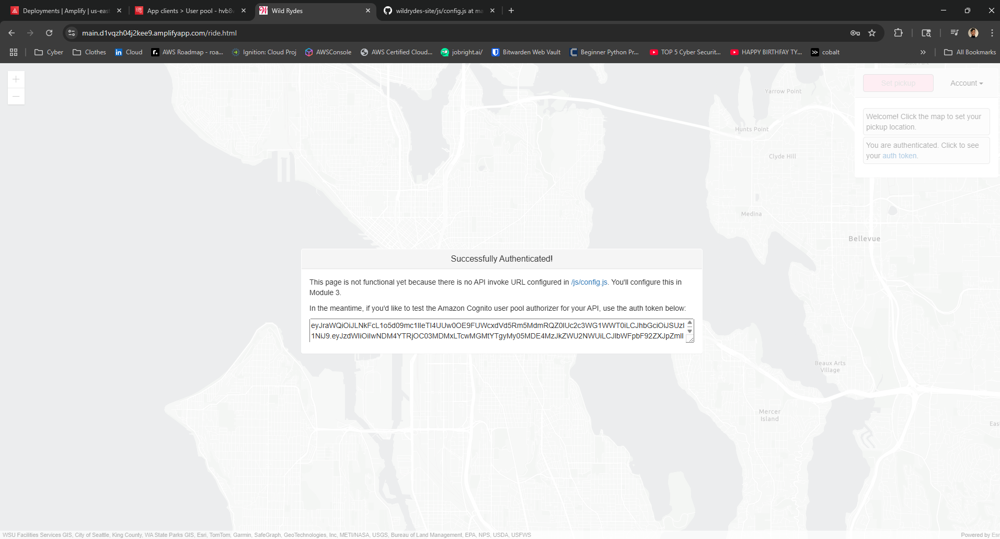 Deployments | Amplify | us-eas
App clients > User pool - hvb8v
Wild Rydes
wildrydes-site/js/config.js at ma
main.d1vqzh04j2kee9.amplifyapp.com/ride.html
Cyber
Clothes
Cloud
AWS Roadmap - roa...
Ignition: Cloud Proj
AWSConsole
AWS Certified Cloud...
jobright.ai/
Bitwarden Web Vault
Beginner Python Pr...
TOP 5 Cyber Securit...
HAPPY BIRTHFAY TY...
cobalt
All Bookmarks
+
−
Set pickup
Account
Welcome! Click the map to set your
pickup location.
You are authenticated. Click to see
your auth token.
Yarrow Point
Hunts Point
Clyde Hill
Medina
Bellevue
Successfully Authenticated!
This page is not functional yet because there is no API invoke URL configured in /js/config.js. You'll configure this in
Module 3.
In the meantime, if you'd like to test the Amazon Cognito user pool authorizer for your API, use the auth token below:
Beaux Arts
Village
Mercer
Island
East
WSU Facilities Services GIS, City of Seattle, King County, WA State Parks GIS, Esri, TomTom, Garmin, SafeGraph, GeoTechnologies, Inc, METI/NASA, USGS, Bureau of Land Management, EPA, NPS, USDA, USFWS
Powered by Esr